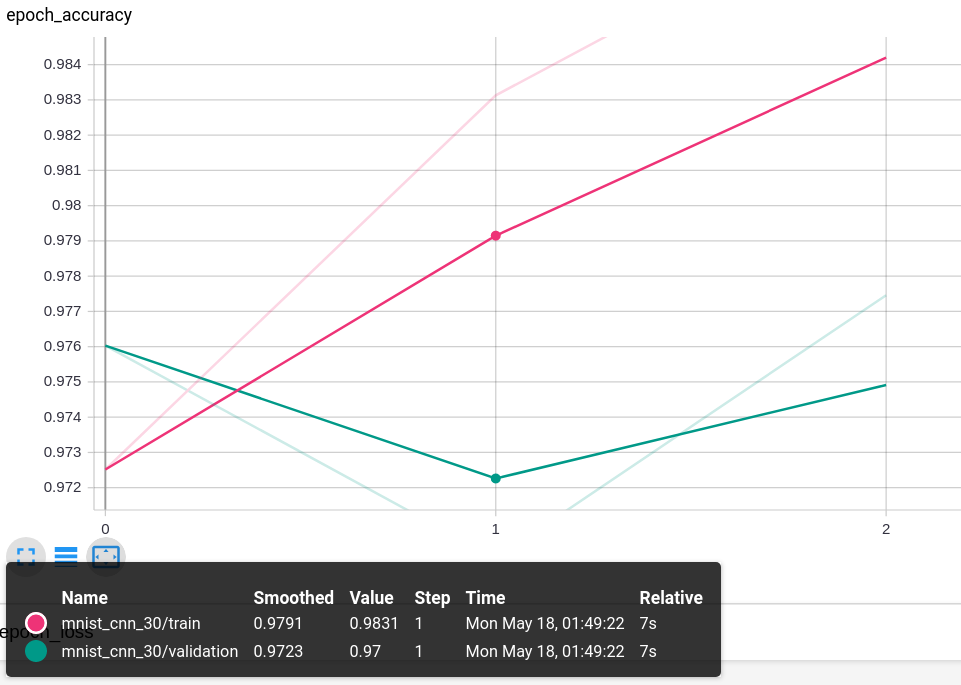 epoch_accuracy
0.984
0.983
0.982
0.981
0.98
0.979
0.978
0.977
0.976
0.975
0.974
0.973
0.972
0 1 2
Name Smoothed Value Step Time Relative
mnist_cnn_30/train 0.9791 0.9831 1 Mon May 18, 01:49:22 7s
epoch_loss
mnist_cnn_30/validation 0.9723 0.97 1 Mon May 18, 01:49:22 7s